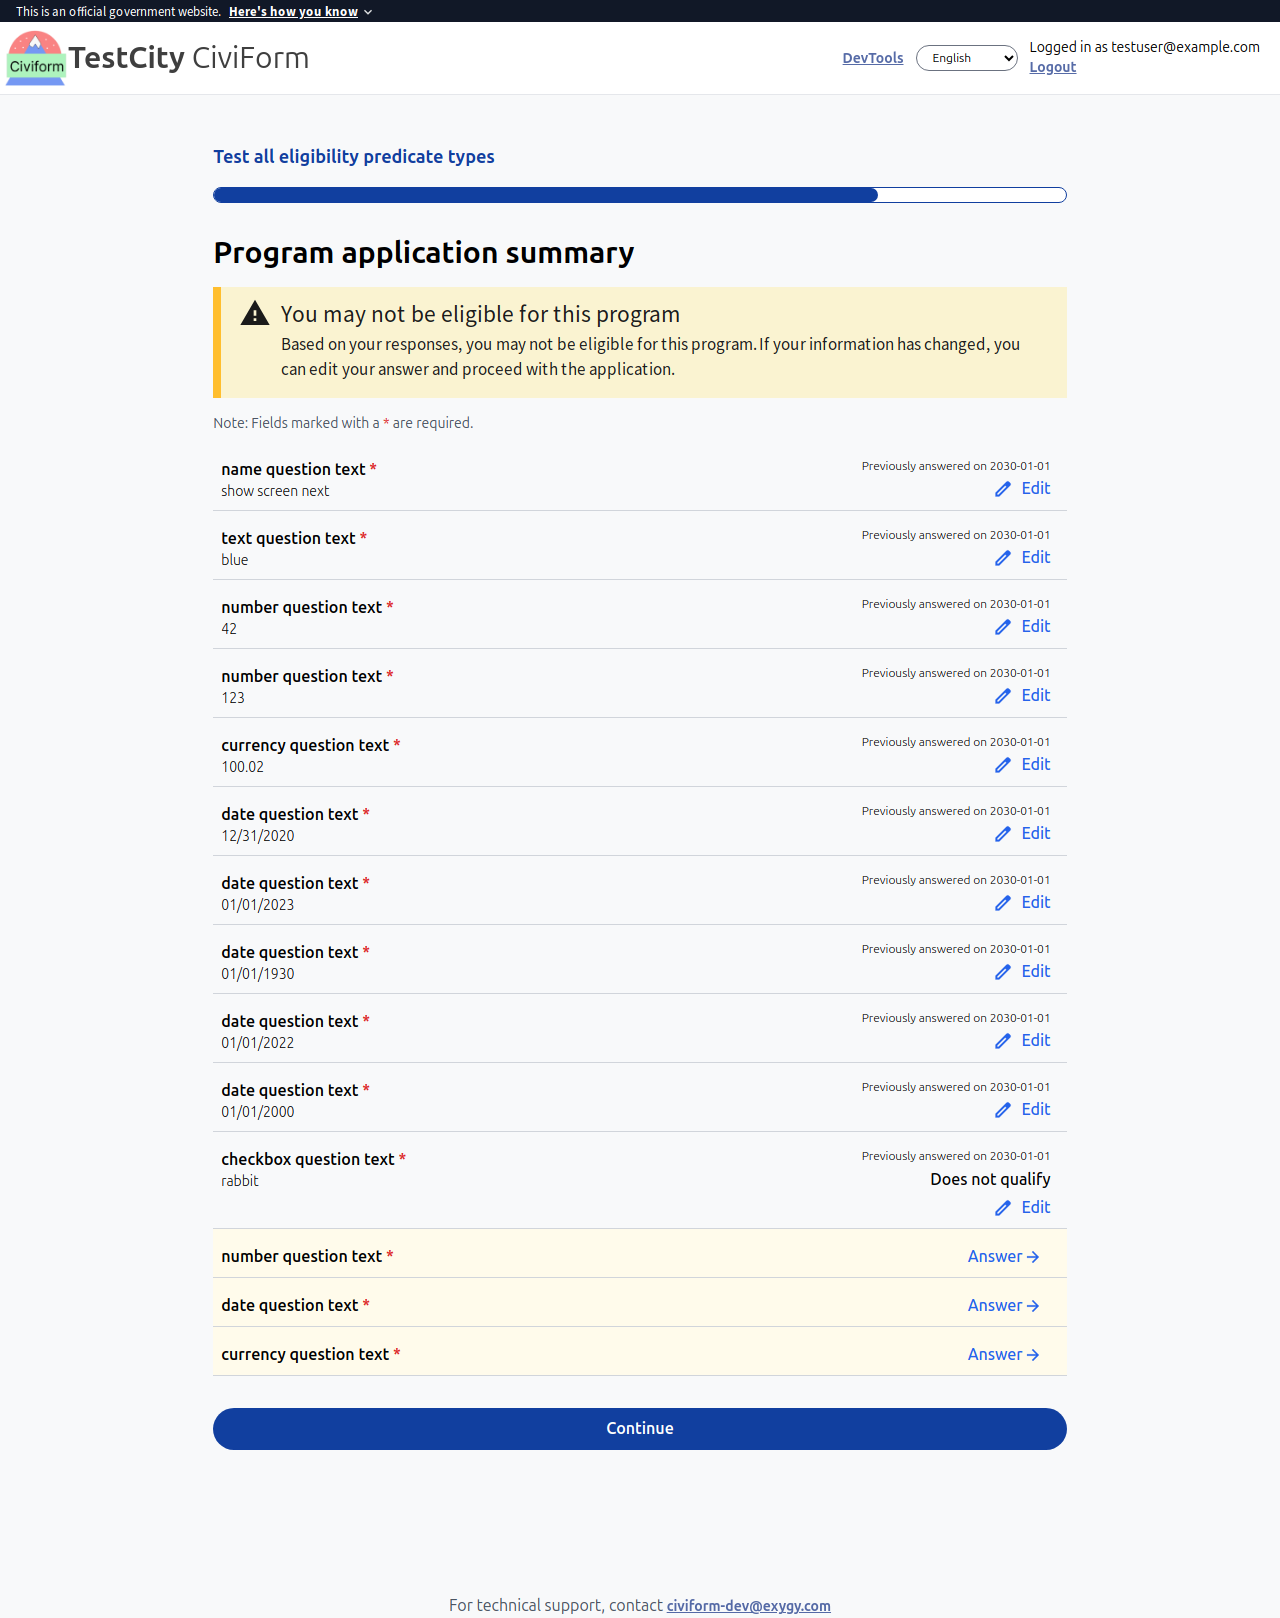 This is an official government website. Here's how you know
Civiform
TestCity CiviForm
DevTools
English
Logged in as testuser@example.com
Logout
Test all eligibility predicate types
Program application summary
You may not be eligible for this program
Based on your responses, you may not be eligible for this program. If your information has changed, you
can edit your answer and proceed with the application.
Note: Fields marked with a * are required.
name question text *
Previously answered on 2030-01-01
show screen next
Edit
text question text *
Previously answered on 2030-01-01
blue
Edit
number question text *
Previously answered on 2030-01-01
42
Edit
number question text *
Previously answered on 2030-01-01
123
Edit
currency question text *
Previously answered on 2030-01-01
100.02
Edit
date question text *
Previously answered on 2030-01-01
12/31/2020
Edit
date question text *
Previously answered on 2030-01-01
01/01/2023
Edit
date question text *
Previously answered on 2030-01-01
01/01/1930
Edit
date question text *
Previously answered on 2030-01-01
01/01/2022
Edit
date question text *
Previously answered on 2030-01-01
01/01/2000
Edit
checkbox question text *
Previously answered on 2030-01-01
rabbit
Does not qualify
Edit
number question text *
Answer
date question text *
Answer
currency question text *
Answer
Continue
For technical support, contact civiform-dev@exygy.com